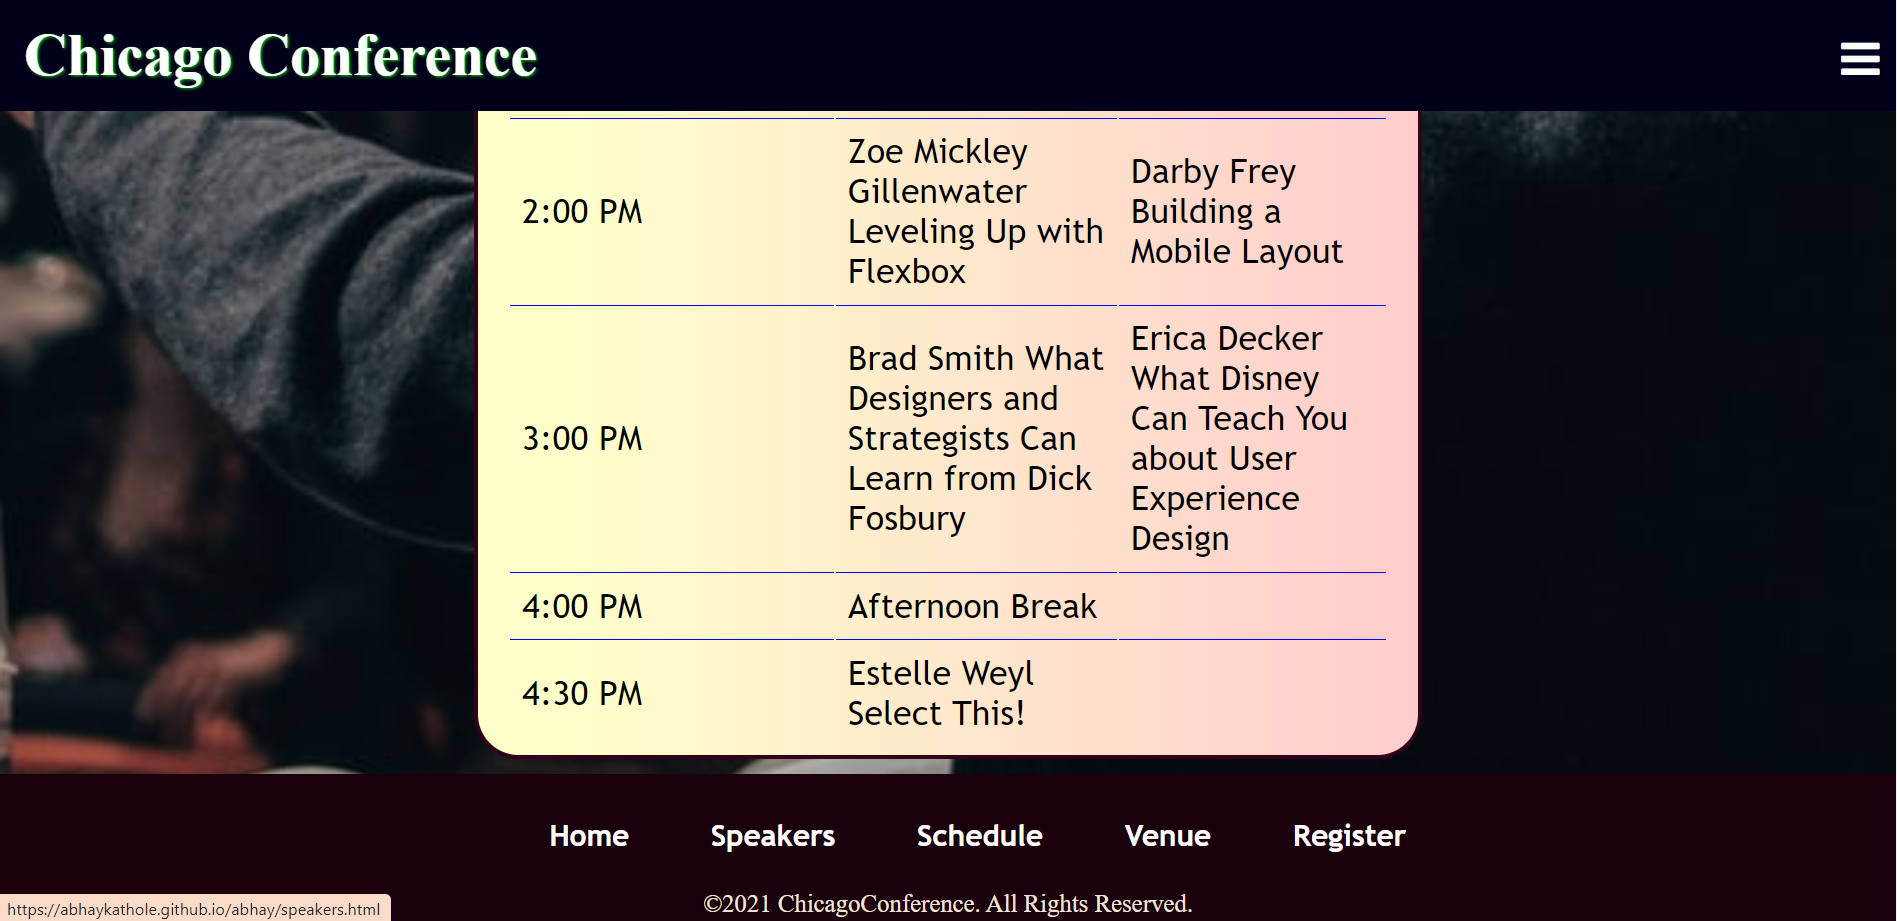 Chicago Conference
Zoe Mickley
Gillenwater
Leveling Up with
Flexbox
2:00 PM
Darby Frey
Building a
Mobile Layout
3:00 PM
Brad Smith What
Designers and
Strategists Can
Learn from Dick
Fosbury
Erica Decker
What Disney
Can Teach You
about User
Experience
Design
4:00 PM
Afternoon Break
4:30 PM
Estelle Weyl
Select This!
Home Speakers Schedule Venue Register
©2021 ChicagoConference. All Rights Reserved.
https://abhaykathole.github.io/abhay/speakers.html